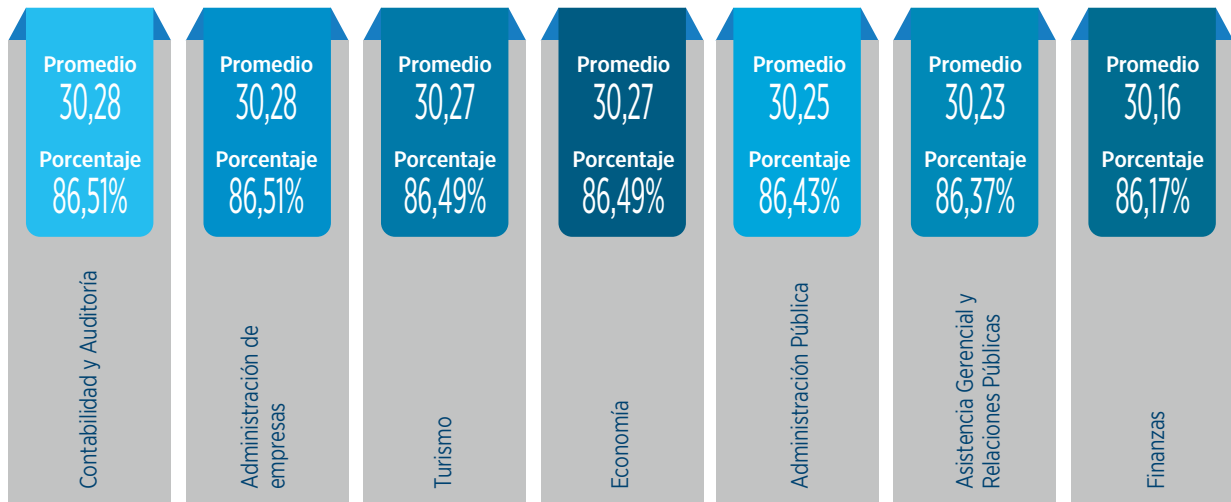 Promedio
30,28
Porcentaje
86,51%
Contabilidad y Auditoría
Promedio
30,28
Porcentaje
86,51%
Administración de
empresas
Promedio
30,27
Porcentaje
86,49%
Turismo
Promedio
30,27
Porcentaje
86,49%
Economía
Promedio
30,25
Porcentaje
86,43%
Administración Pública
Promedio
30,23
Porcentaje
86,37%
Asistencia Gerencial y
Relaciones Públicas
Promedio
30,16
Porcentaje
86,17%
Finanzas